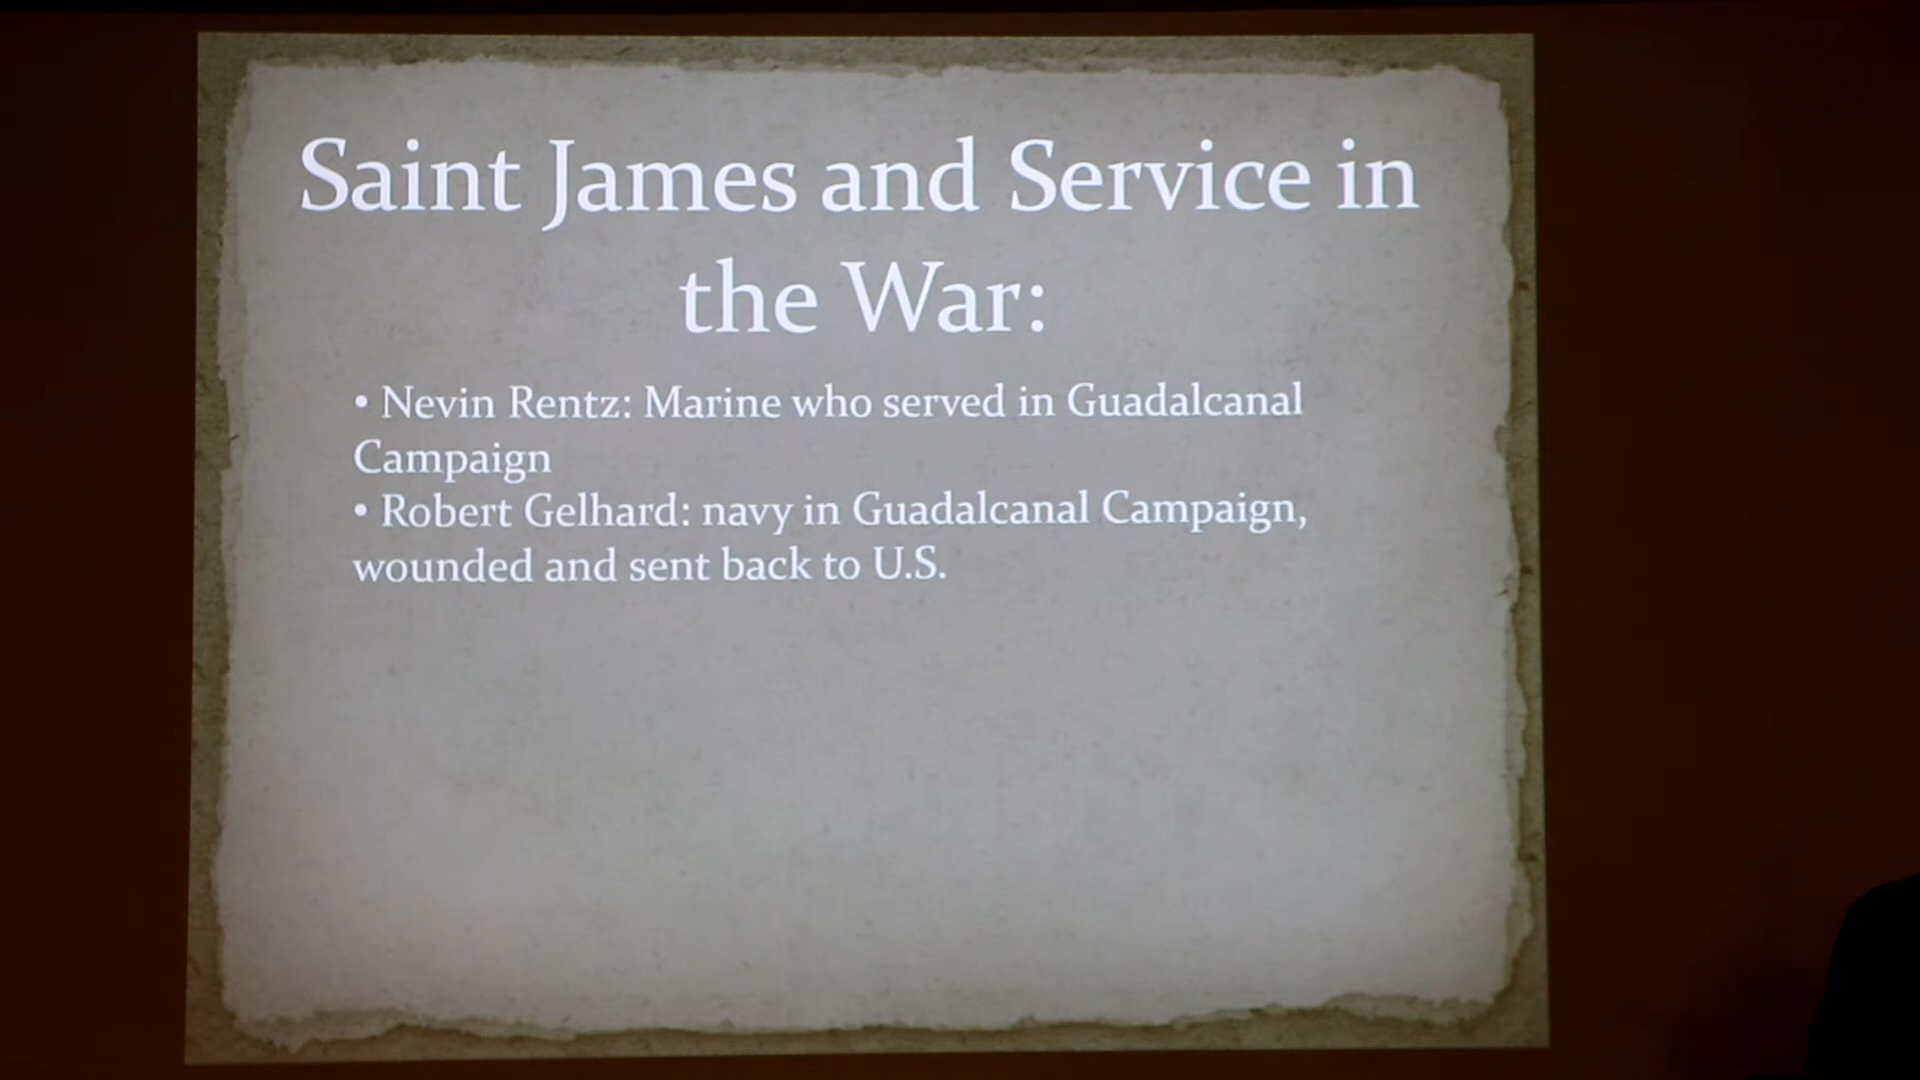 Saint James and Service in
the War:
• Nevin Rentz: Marine who served in Guadalcanal
Campaign
• Robert Gelhard: navy in Guadalcanal Campaign,
wounded and sent back to U.S.